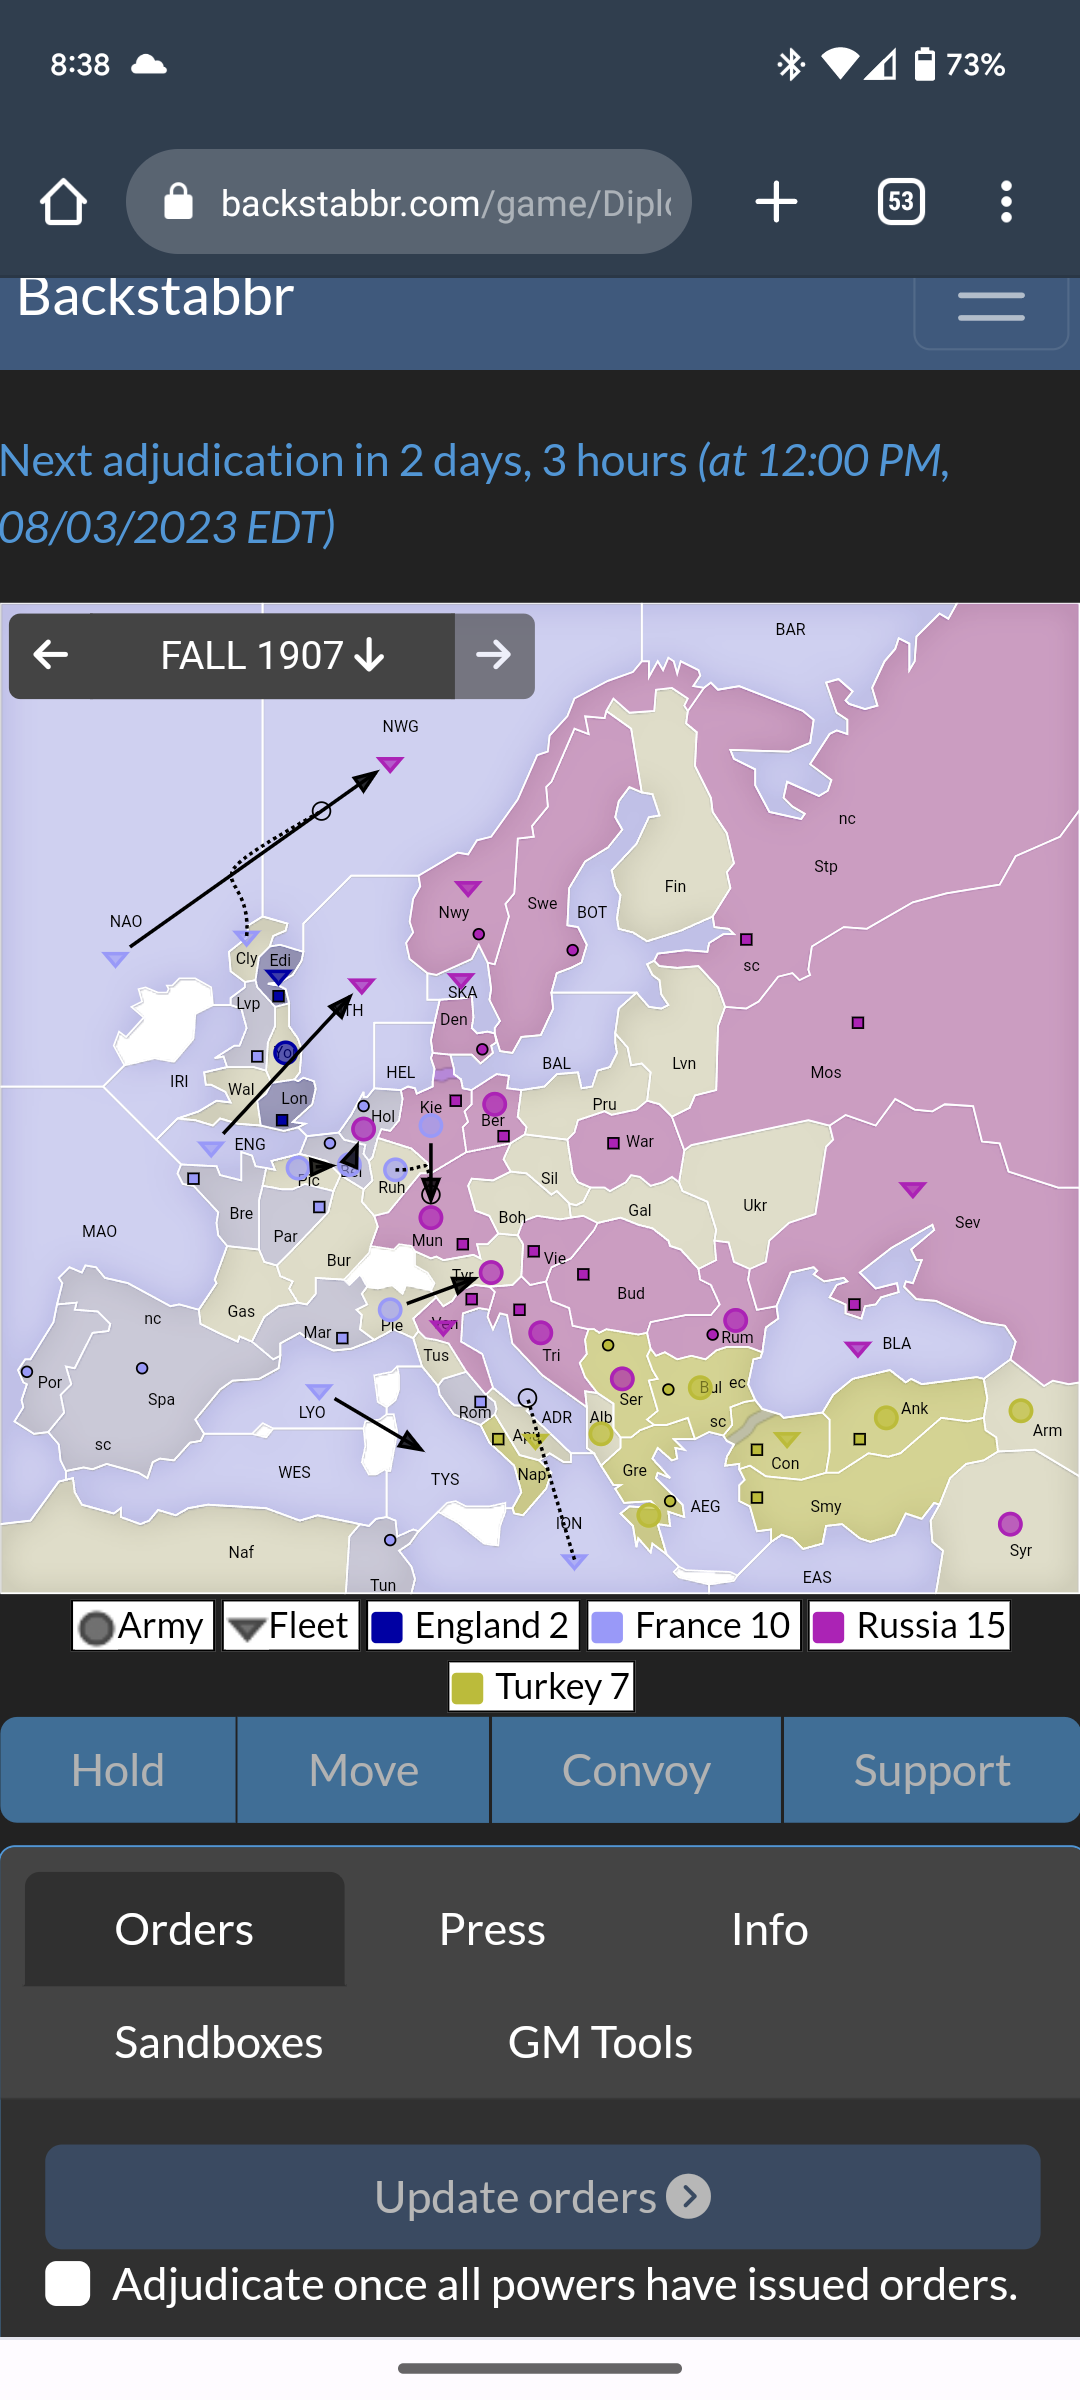 8:38
73%
backstabbr.com/game/Diplo
53
Backstabbr
Next adjudication in 2 days, 3 hours (at 12:00 PM,
08/03/2023 EDT)
FALL 1907
BAR
NWG
nc
Stp
Fin
NAO
Nwy
Swe
BOT
Cly
Edi
sc
SKA
Lvp
TH
Den
Lvn
Mos
IRI
Yor
HEL
BAL
Wal
Lon
Hol
Kie
Ber
Pru
War
ENG
Bel
Pic
Ruh
Sil
Bre
Par
Mun
Boh
Gal
Ukr
Sev
MAO
Bur
Tyr
Vie
Bud
nc
Gas
Mar
Pie
Ven
Tus
Tri
Rum
BLA
Por
Spa
LYO
Rom
ADR
Alb
Ser
Bul
ec
sc
Ank
Arm
sc
WES
TYS
Nap
Gre
AEG
Con
Smy
Naf
ION
Syr
Tun
EAS
Army
Fleet
England 2
France 10
Russia 15
Turkey 7
Hold
Move
Convoy
Support
Orders
Press
Info
Sandboxes
GM Tools
Update orders
Adjudicate once all powers have issued orders.